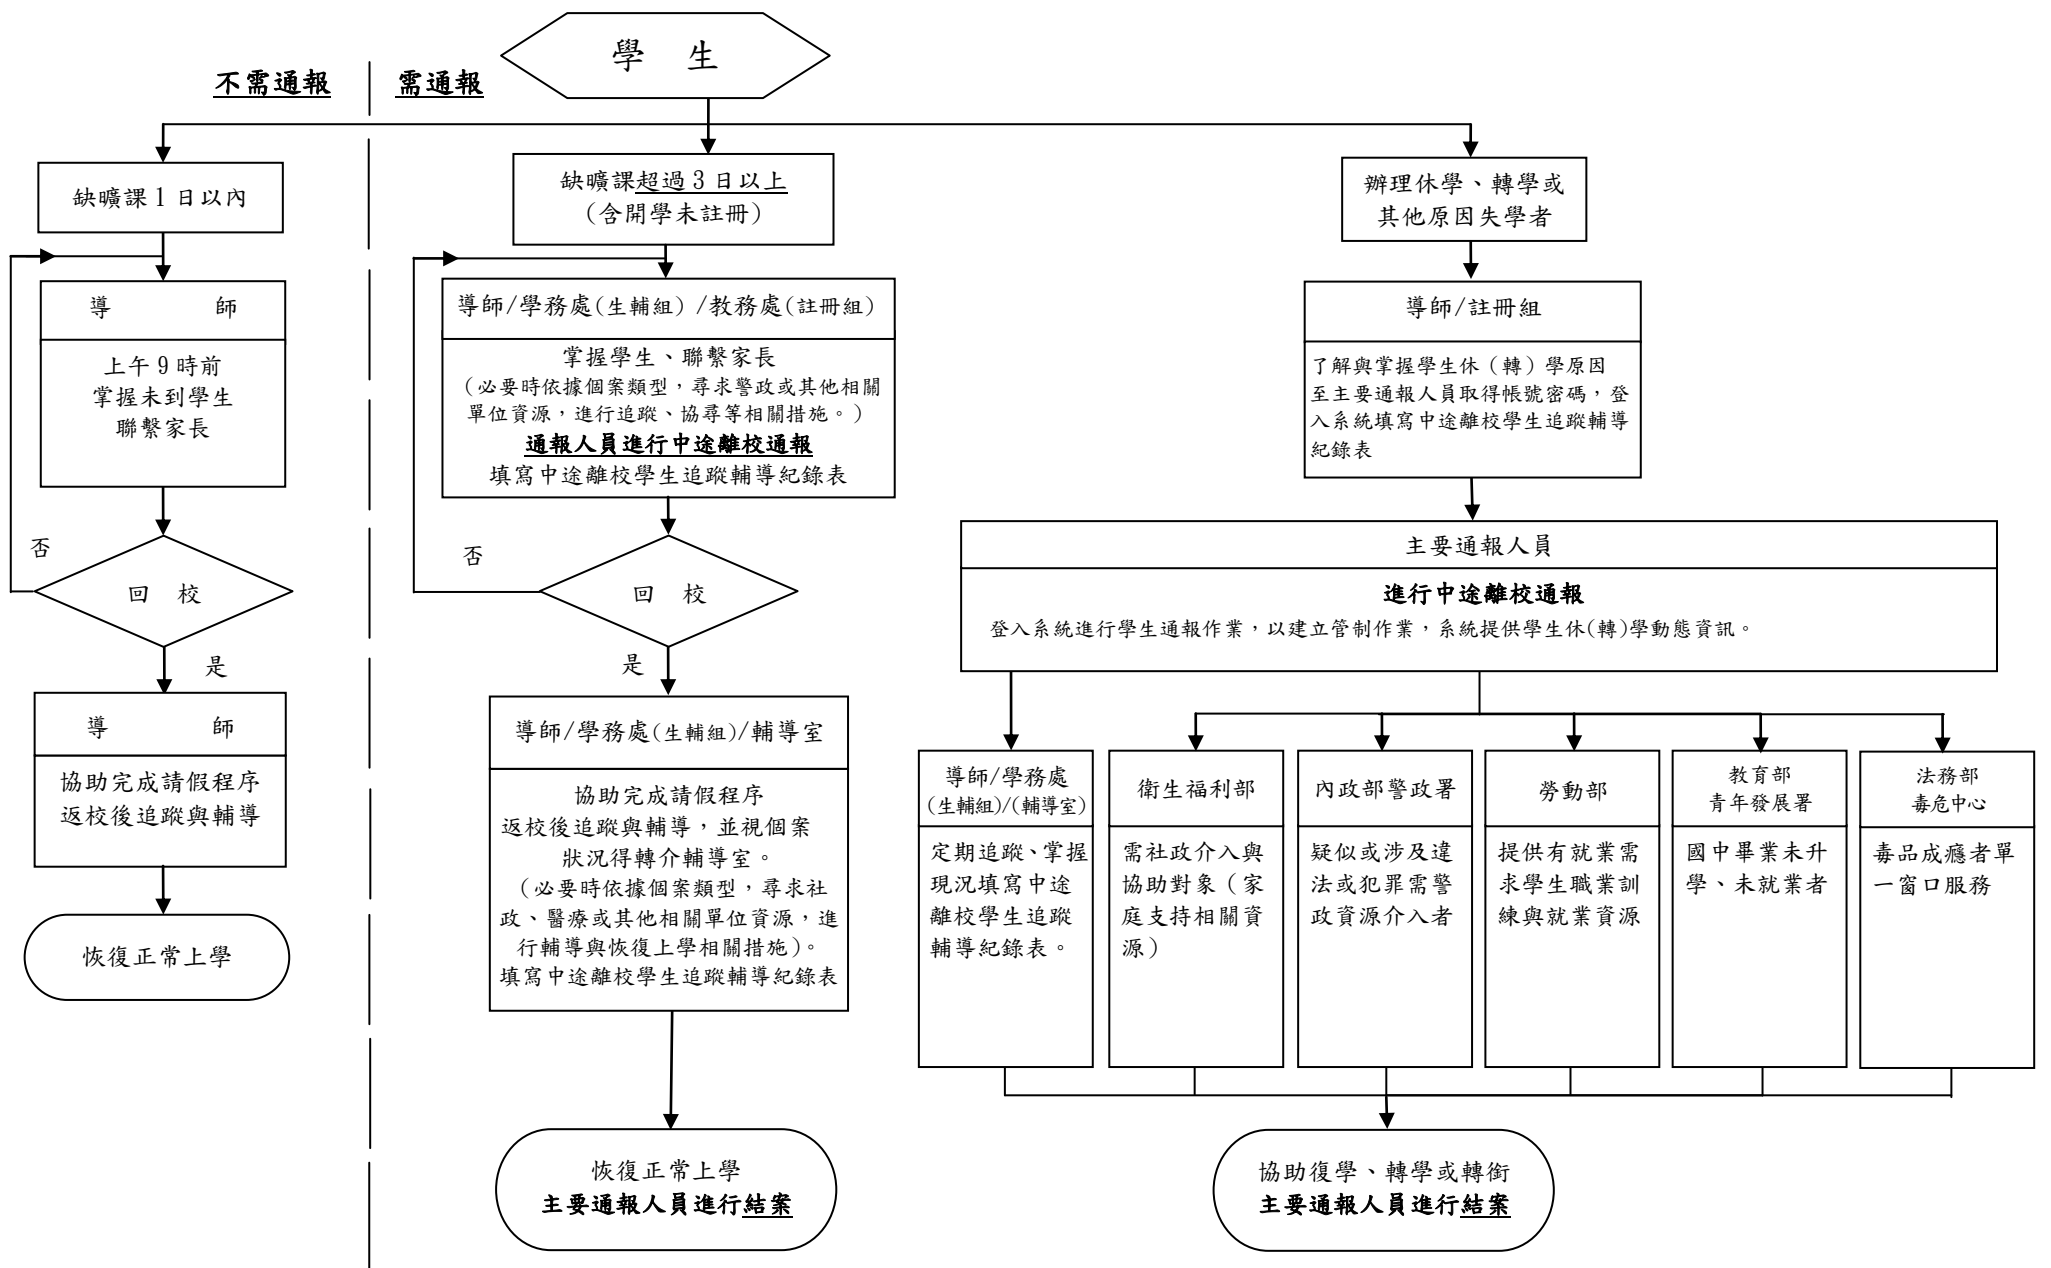 學 生
不需通報
需通報
缺曠課1日以內
導 師
上午9時前
掌握未到學生
聯繫家長
否
回 校
是
導 師
協助完成請假程序
返校後追蹤與輔導
恢復正常上學
缺曠課超過3日以上
(含開學未註冊)
導師/學務處(生輔組)/教務處(註冊組)
掌握學生、聯繫家長
(必要時依據個案類型,尋求警政或其他相關
單位資源,進行追蹤、協尋等相關措施。)
通報人員進行中途離校通報
填寫中途離校學生追蹤輔導紀錄表
否
回 校
是
導師/學務處(生輔組)/輔導室
協助完成請假程序
返校後追蹤與輔導,並視個案
狀況得轉介輔導室。
(必要時依據個案類型,尋求社
政、醫療或其他相關單位資源,進
行輔導與恢復上學相關措施)。
填寫中途離校學生追蹤輔導紀錄表
恢復正常上學
主要通報人員進行結案
辦理休學、轉學或
其他原因失學者
導師/註冊組
了解與掌握學生休(轉)學原因
至主要通報人員取得帳號密碼,登
入系統填寫中途離校學生追蹤輔導
紀錄表
主要通報人員
進行中途離校通報
登入系統進行學生通報作業,以建立管制作業,系統提供學生休(轉)學動態資訊。
導師/學務處
(生輔組)/(輔導室)
定期追蹤、掌握
現況填寫中途
離校學生追蹤
輔導紀錄表。
衛生福利部
需社政介入與
協助對象(家
庭支持相關資
源)
內政部警政署
疑似或涉及違
法或犯罪需警
政資源介入者
勞動部
提供有就業需
求學生職業訓
練與就業資源
教育部
青年發展署
國中畢業未升
學、未就業者
法務部
毒危中心
毒品成癮者單
一窗口服務
協助復學、轉學或轉銜
主要通報人員進行結案